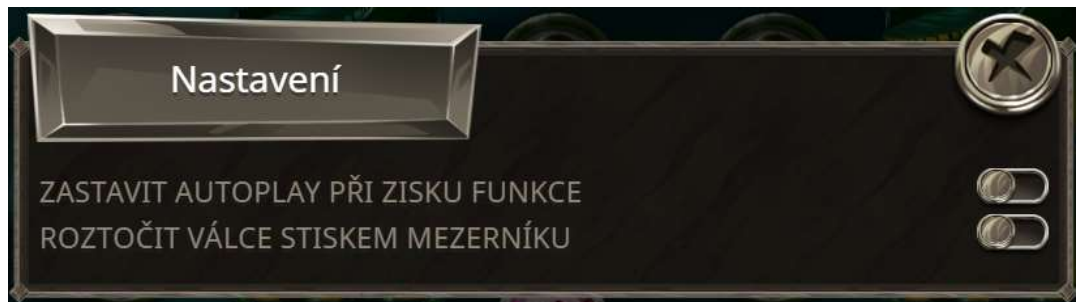 Nastavení
ZASTAVIT AUTOPLAY PŘI ZISKU FUNKCE
ROZTOČIT VÁLCE STISKEM MEZERNÍKU